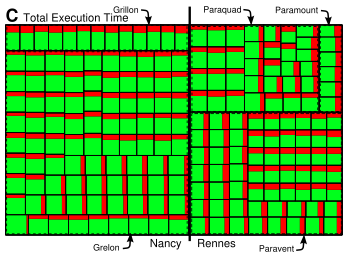 C Total Execution Time
Grillon
Paraquad
Paramount
Grelon
Nancy
Rennes
Paravent